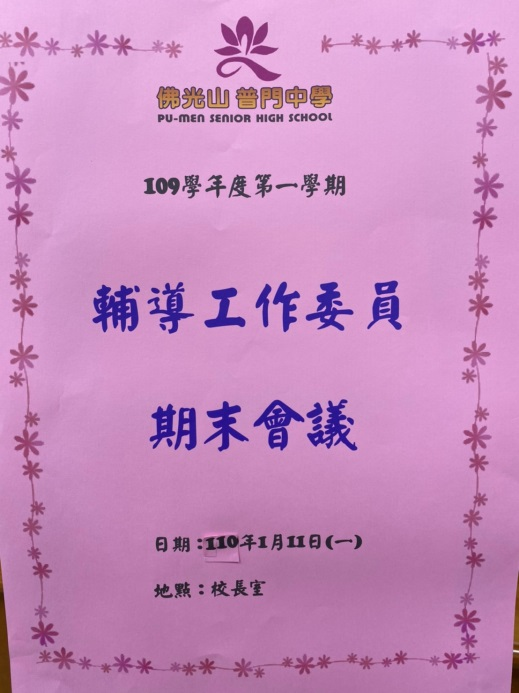 佛光山 普門中學
PU-MEN SENIOR HIGH SCHOOL
109學年度第一學期
輔導工作委員
期末會議
日期：110年1月11日(一)
地點：校長室